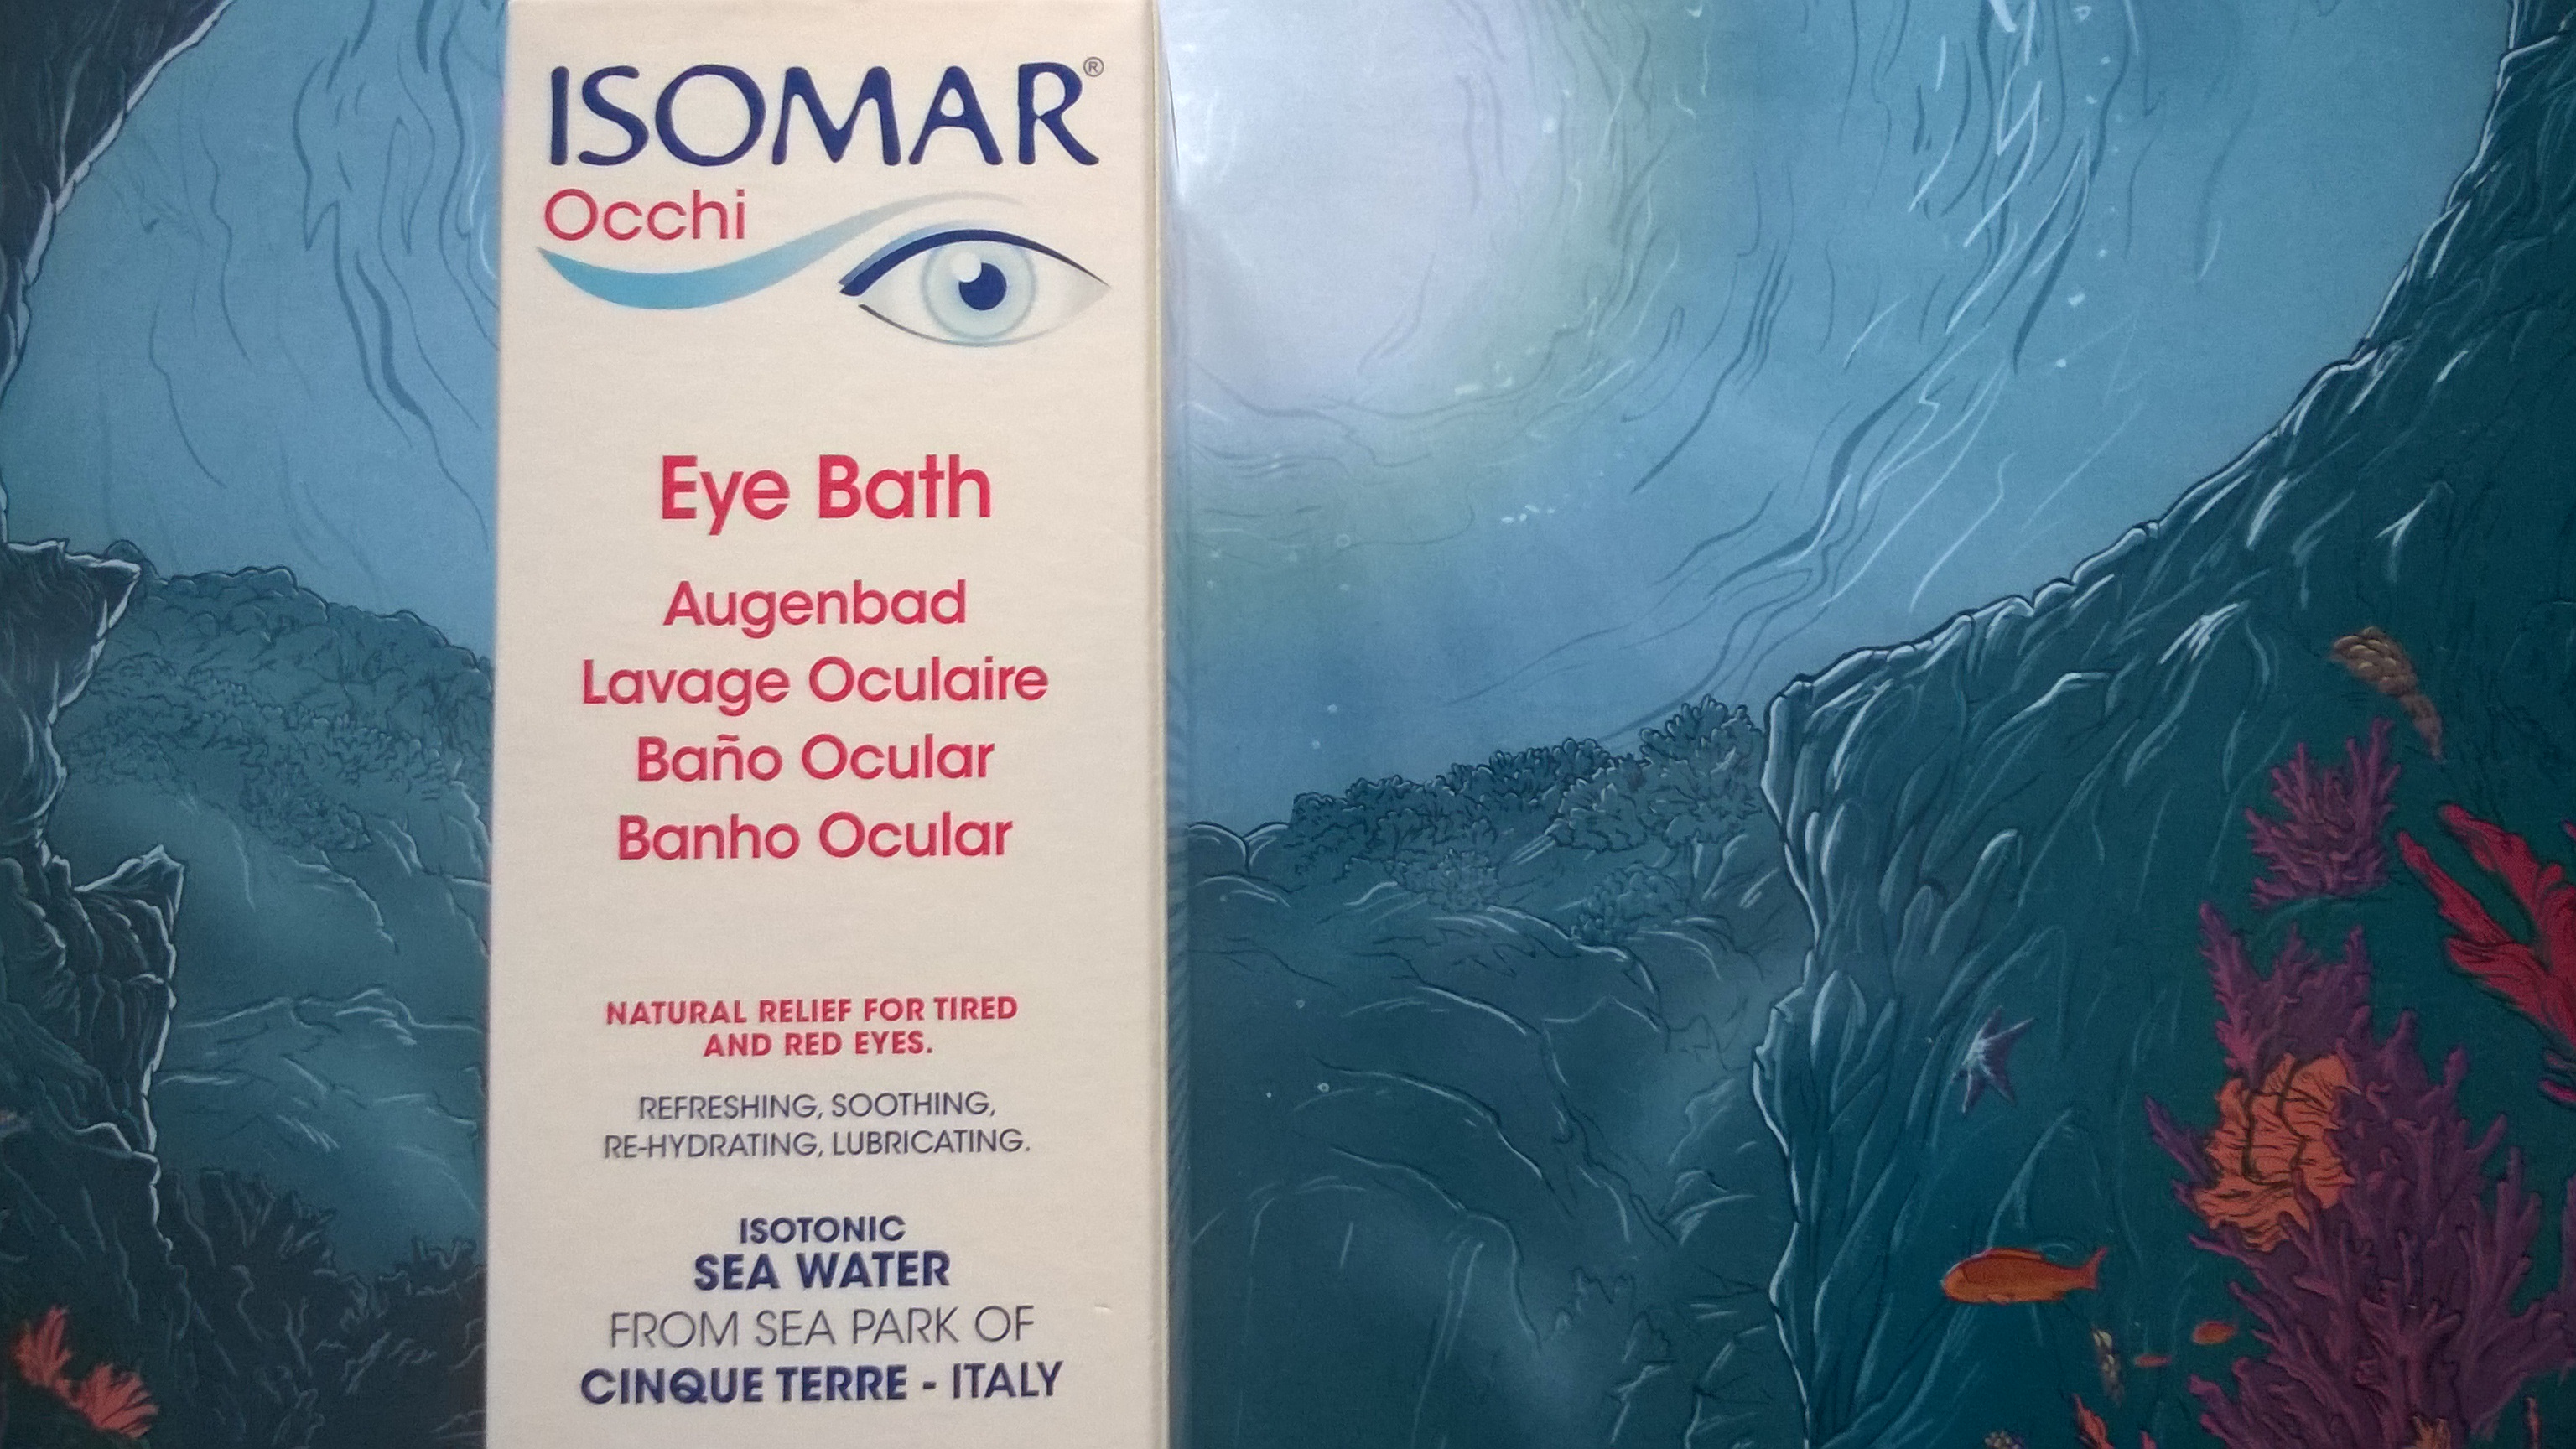 ISOMAR®
Occhi
Eye Bath
Augenbad
Lavage Oculaire
Baño Ocular
Banho Ocular
NATURAL RELIEF FOR TIRED
AND RED EYES.
REFRESHING, SOOTHING,
RE-HYDRATING, LUBRICATING.
ISOTONIC
SEA WATER
FROM SEA PARK OF
CINQUE TERRE - ITALY